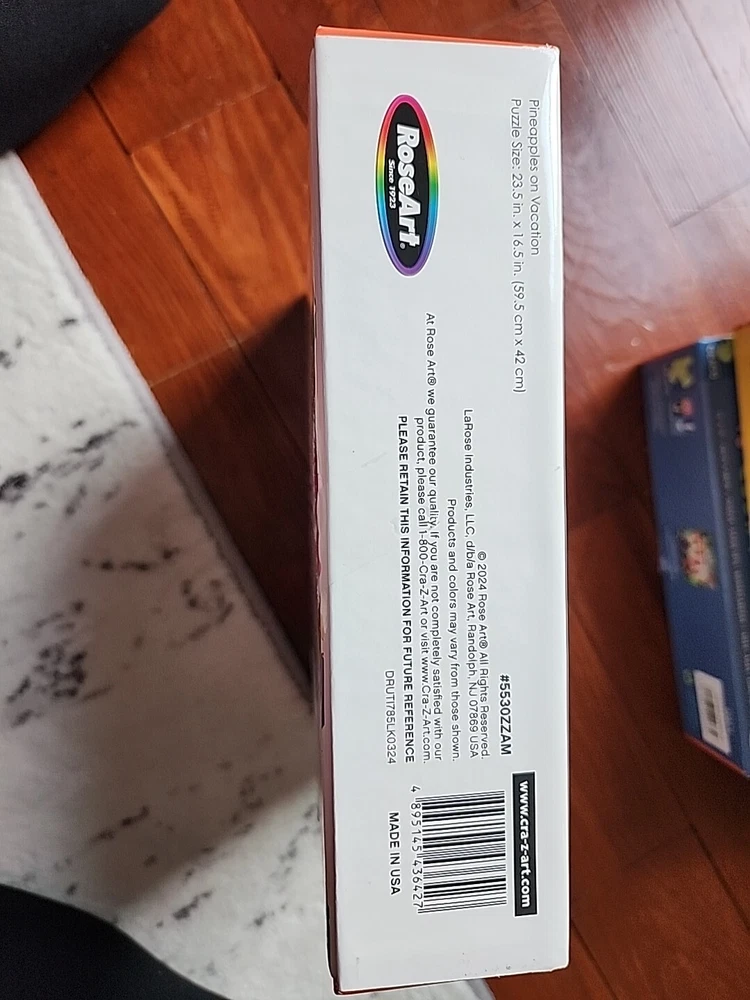 Pineapples on Vacation
Puzzle Size: 23.5 in. x 16.5 in. (59.5 cm x 42 cm)
RoseArt®
Since 1923
#5530ZZAM
© 2024 Rose Art® All Rights Reserved.
LaRose Industries, LLC, d/b/a Rose Art, Randolph, NJ 07869 USA
Products and colors may vary from those shown.
At Rose Art® we guarantee our quality. If you are not completely satisfied with our
product, please call 1-800-Cra-Z-Art or visit www.Cra-Z-Art.com.
PLEASE RETAIN THIS INFORMATION FOR FUTURE REFERENCE
DRUT1785LK0324
www.cra-z-art.com
4 895145 436427
MADE IN USA